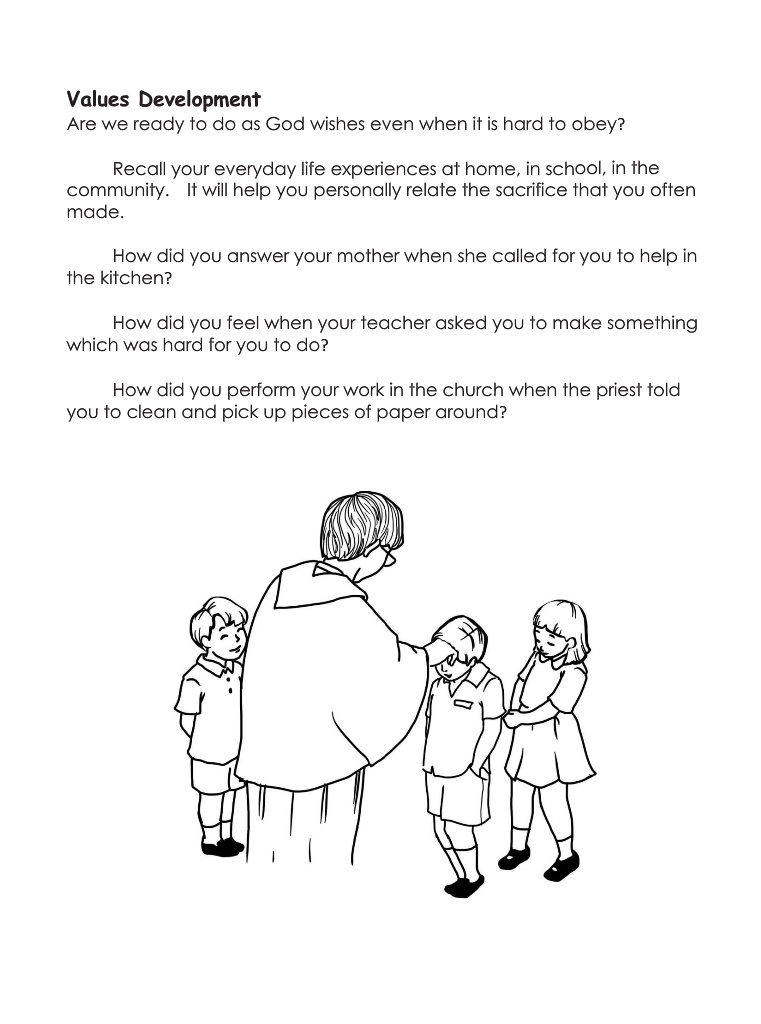 Values Development
Are we ready to do as God wishes even when it is hard to obey?
Recall your everyday life experiences at home, in school, in the
community. It will help you personally relate the sacrifice that you often
made.
How did you answer your mother when she called for you to help in
the kitchen?
How did you feel when your teacher asked you to make something
which was hard for you to do?
How did you perform your work in the church when the priest told
you to clean and pick up pieces of paper around?